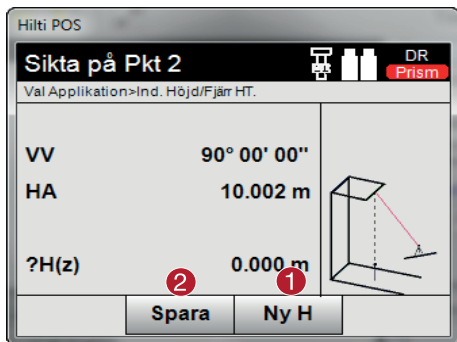 Hilti POS
Sikta på Pkt 2
DR
Prism
Val Applikation>Ind. Höjd/Fjärr HT.
VV 90° 00' 00"
HA 10.002 m
?H(z) 0.000 m
2 1
Spara Ny H